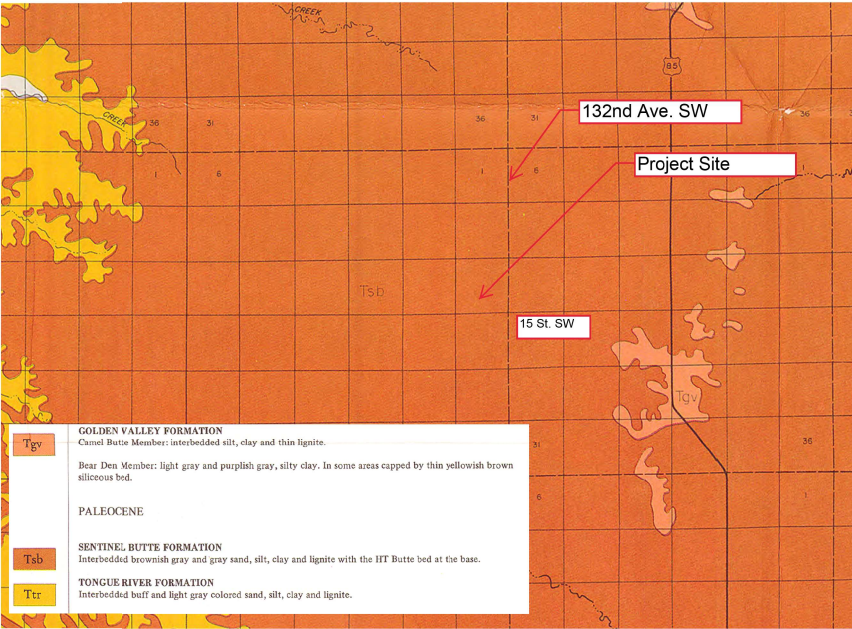 CREEK
85
132nd Ave. SW
CREEK
36 31 36 31 36
Project Site
1 6 1 6 1
Tsb
15 St. SW
Tgv
GOLDEN VALLEY FORMATION
Tgv
Camel Butte Member: interbedded silt, clay and thin lignite.
31 36
Bear Den Member: light gray and purplish gray, silty clay. In some areas capped by thin yellowish brown
siliceous bed.
6 1
PALEOCENE
SENTINEL BUTTE FORMATION
Tsb
Interbedded brownish gray and gray sand, silt, clay and lignite with the HT Butte bed at the base.
TONGUE RIVER FORMATION
Ttr
Interbedded buff and light gray colored sand, silt, clay and lignite.